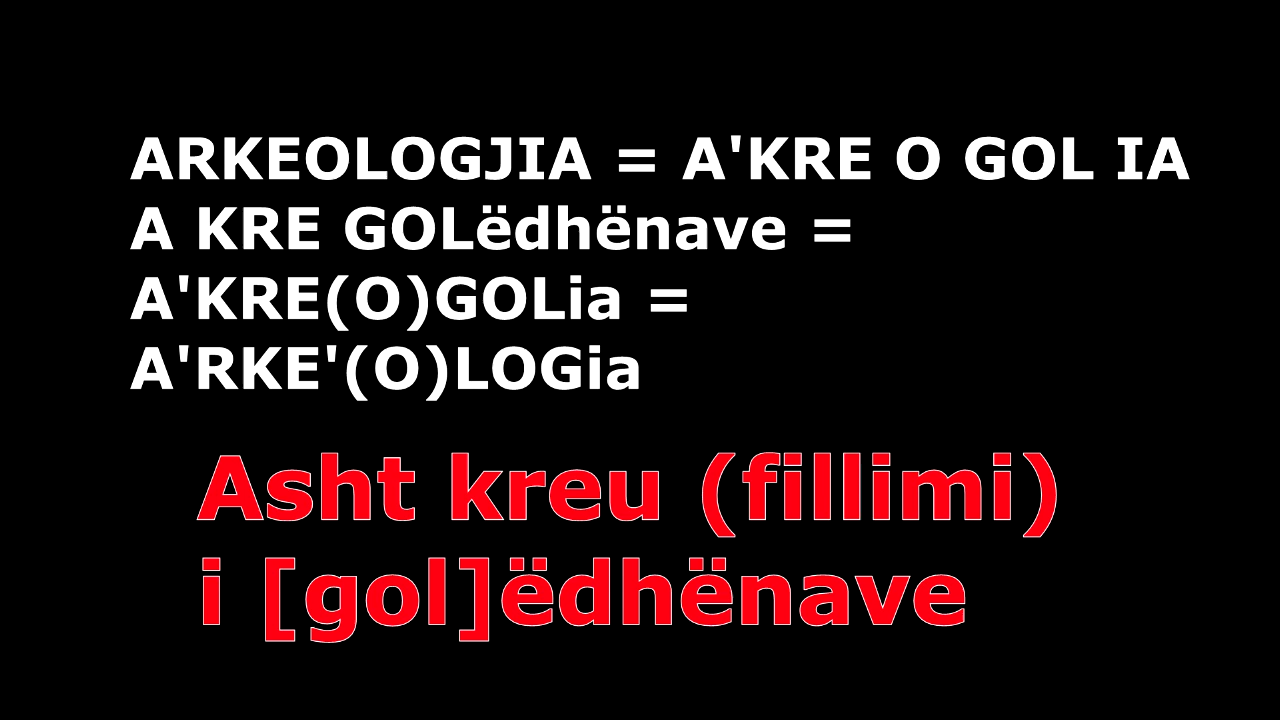 ARKEOLOGJIA = A'KRE O GOL IA
A KRE GOLëdhënave =
A'KRE(O)GOLia =
A'RKE'(O)LOGia
Asht kreu (fillimi)
i [gol]ëdhënave